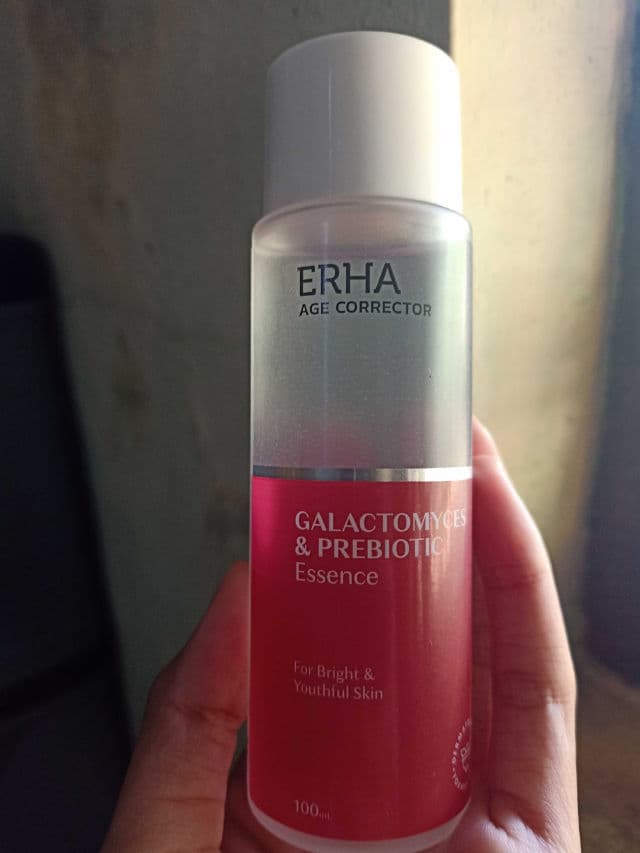 ERHA
AGE CORRECTOR
GALACTOMYCES
& PREBIOTIC
Essence
For Bright &
Youthful Skin
100mL